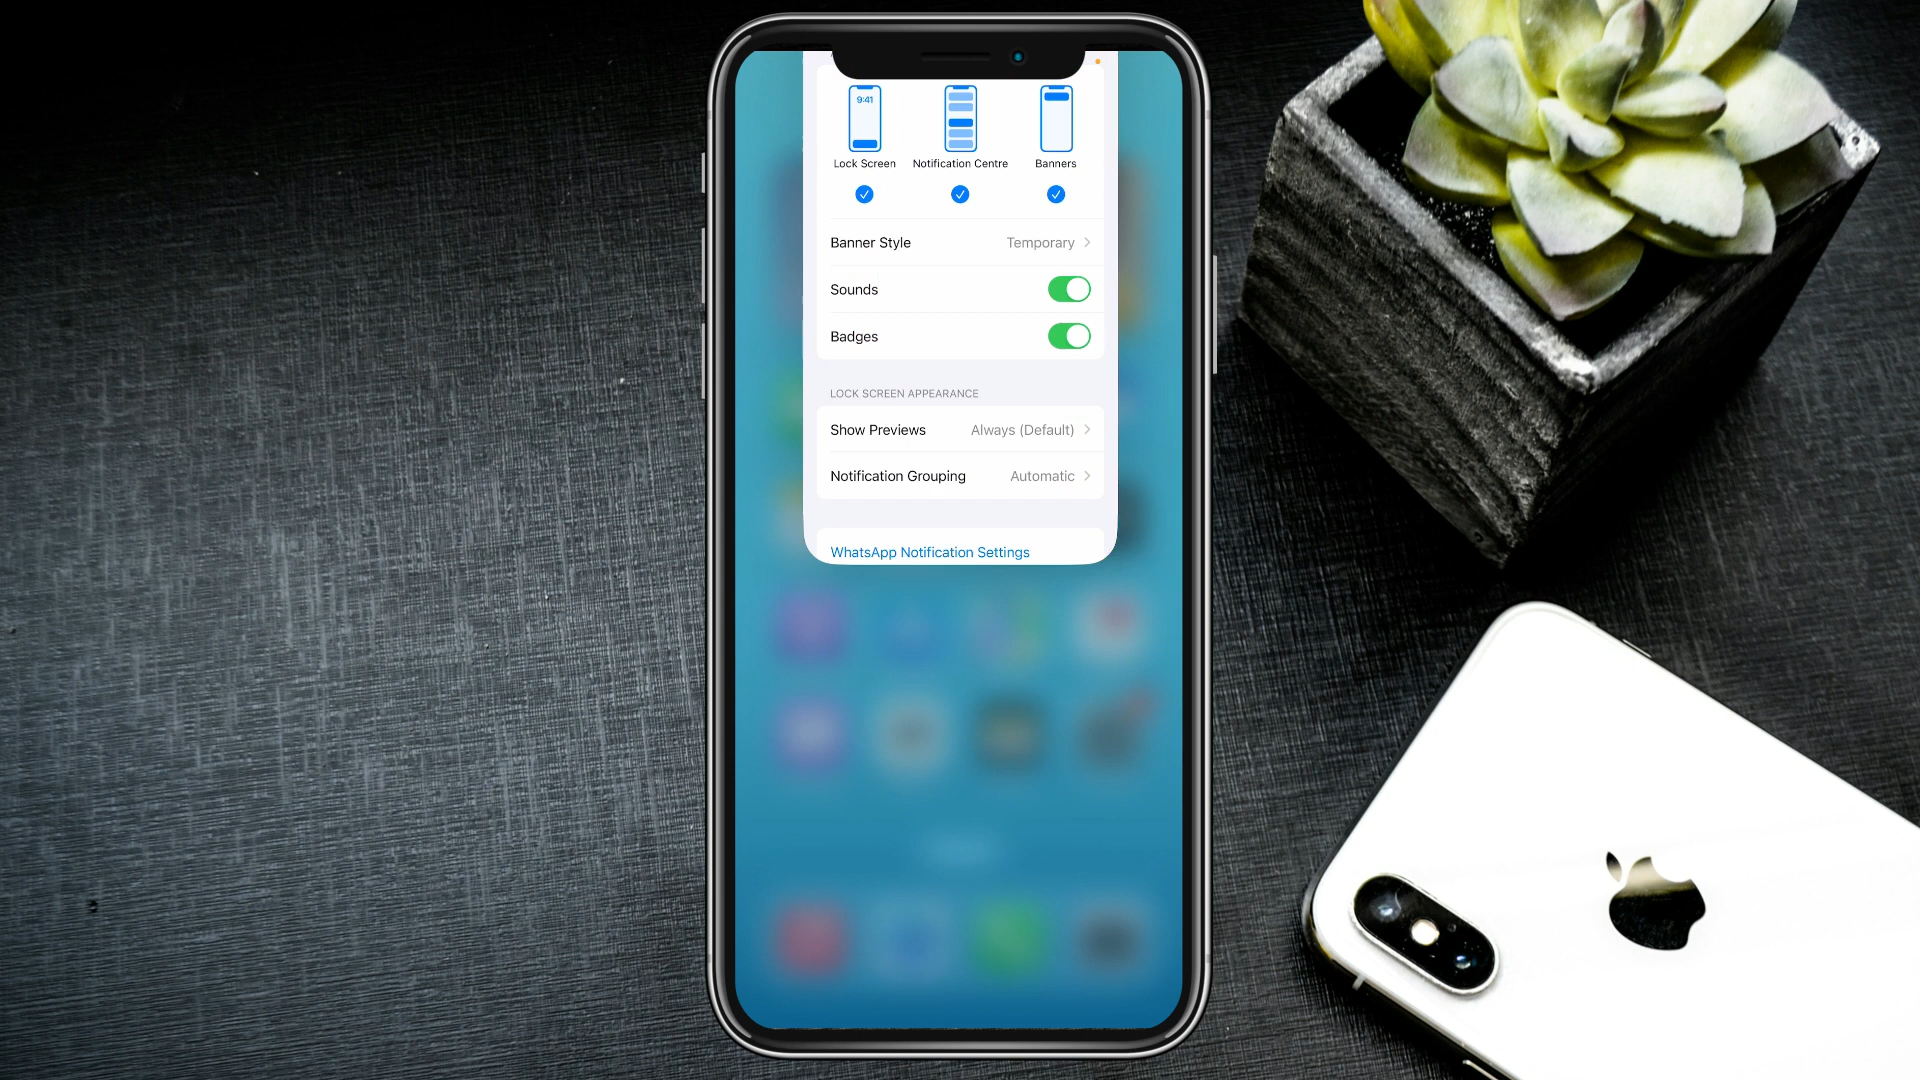 9:41
Lock Screen Notification Centre Banners
Banner Style Temporary
Sounds
Badges
LOCK SCREEN APPEARANCE
Show Previews Always (Default)
Notification Grouping Automatic
WhatsApp Notification Settings